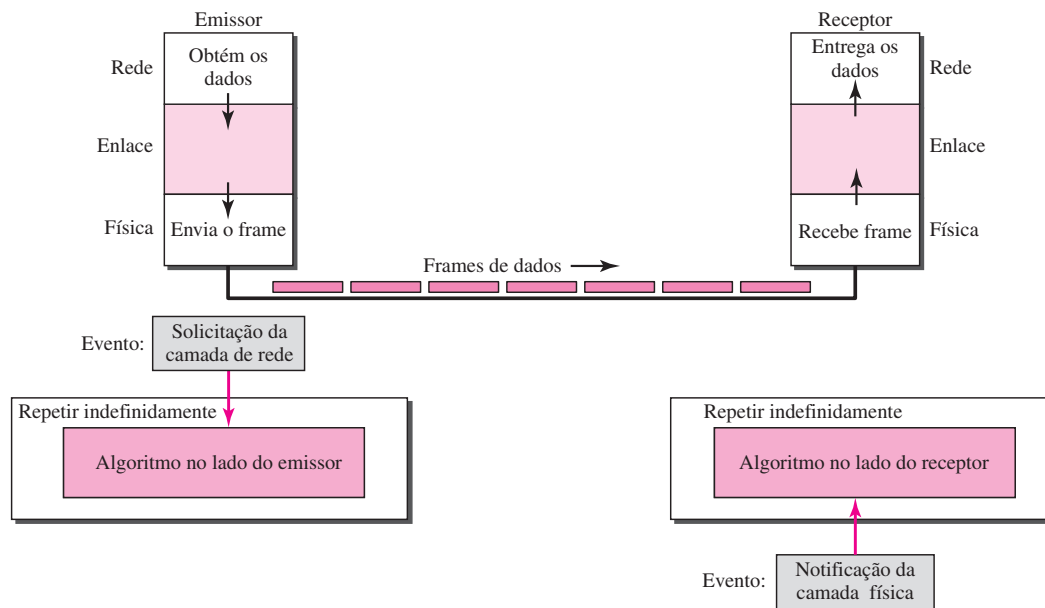 Emissor
Receptor
Rede
Obtém os
dados
Entrega os
dados
Rede
Enlace
Enlace
Física
Envia o frame
Recebe frame
Física
Frames de dados
Evento:
Solicitação da
camada de rede
Repetir indefinidamente
Algoritmo no lado do emissor
Repetir indefinidamente
Algoritmo no lado do receptor
Evento:
Notificação da
camada física